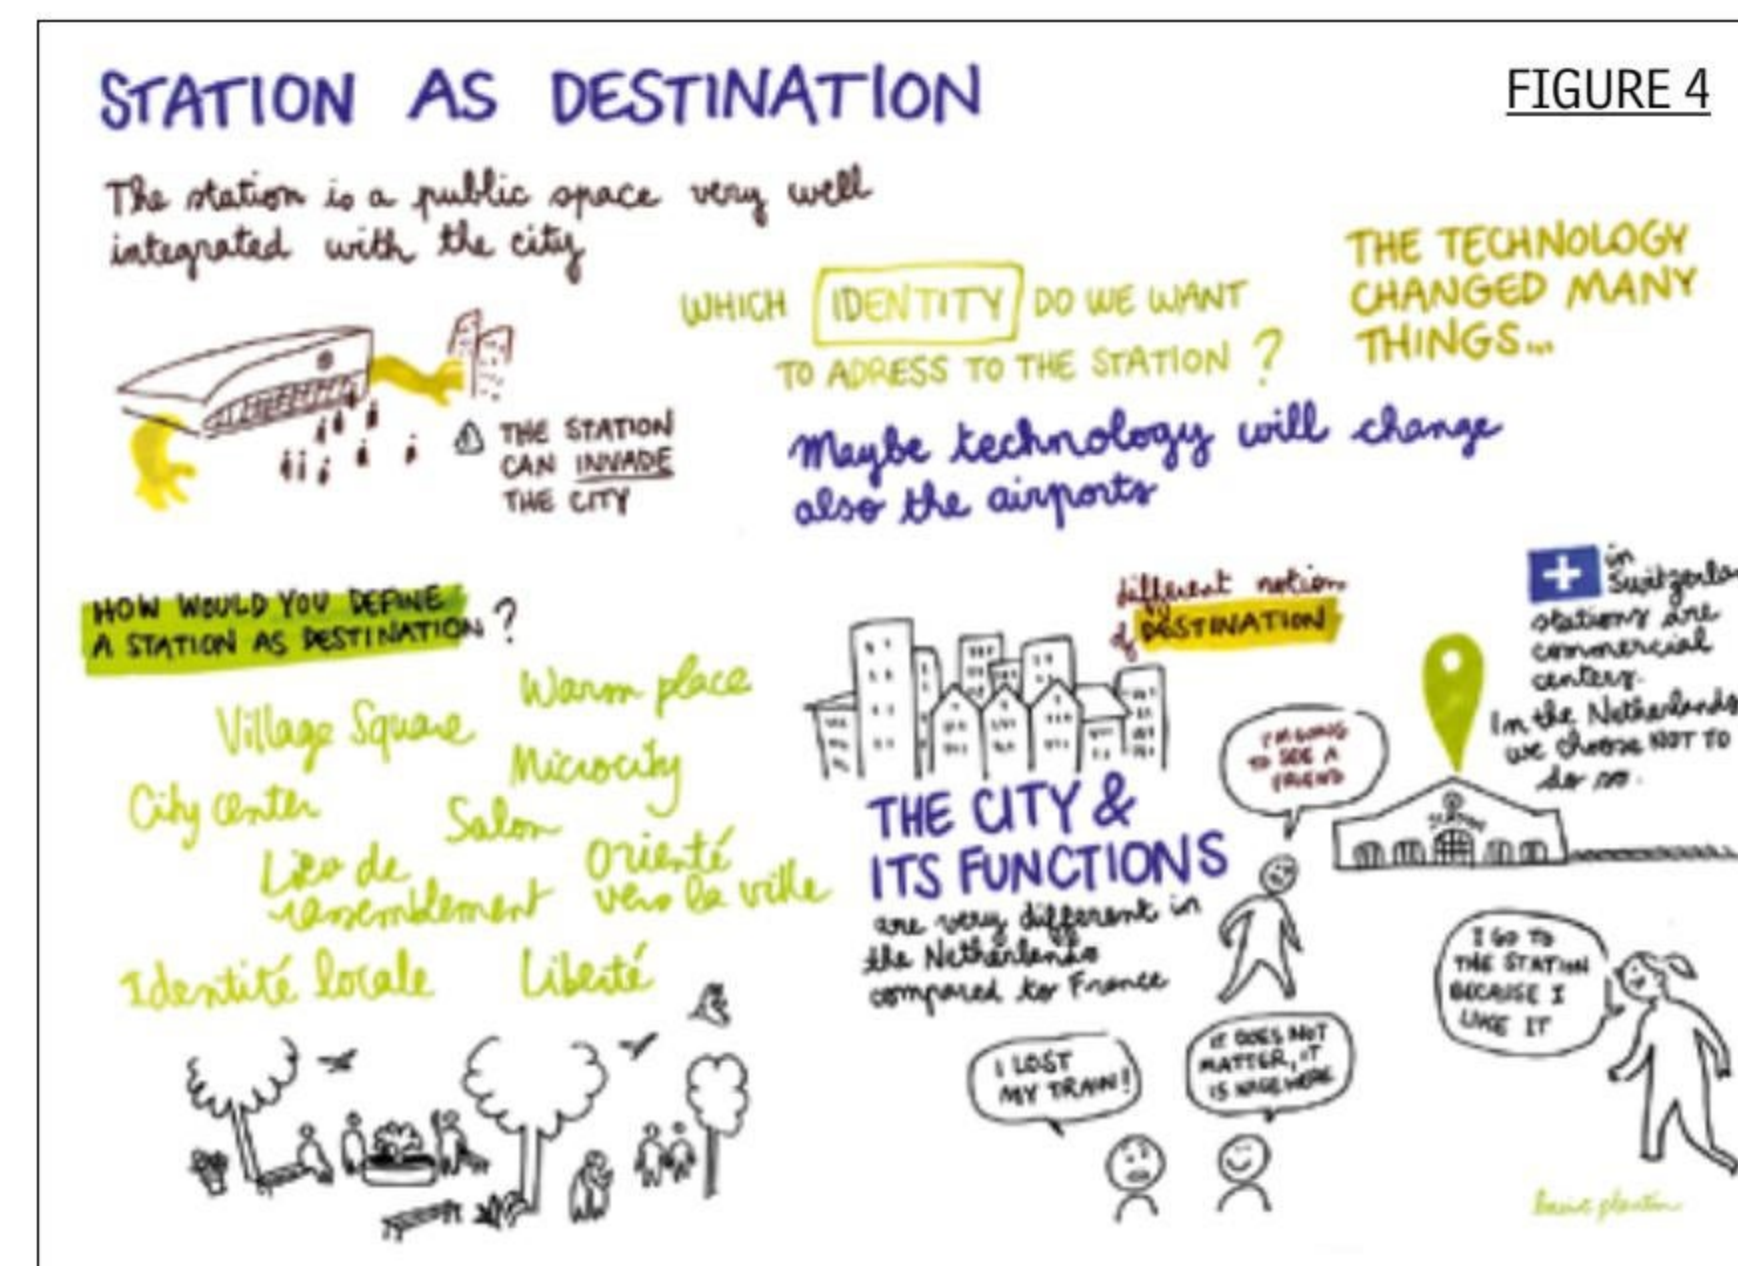 STATION AS DESTINATION
FIGURE 4
The station is a public space very well
integrated with the city
WHICH IDENTITY DO WE WANT
TO ADRESS TO THE STATION ?
THE TECHNOLOGY
CHANGED MANY
THINGS...
Maybe technology will change
also the airports
THE STATION
CAN INVADE
THE CITY
HOW WOULD YOU DEFINE
A STATION AS DESTINATION ?
Warm place
Village Square
Microcity
City center
Salon
Lieu de
rassemblement
Orienté
vers la ville
Identité locale
Liberté
different notion
of DESTINATION
THE CITY &
ITS FUNCTIONS
are very different in
the Netherlands
compared to France
I'M GOING
TO SEE A
FRIEND
in
Switzerla
stations are
commercial
centers.
In the Netherlands
we choose NOT TO
do so.
STATION
I GO TO
THE STATION
BECAUSE I
LIKE IT
I LOST
MY TRAIN!
IT DOES NOT
MATTER, IT
IS NICE HERE